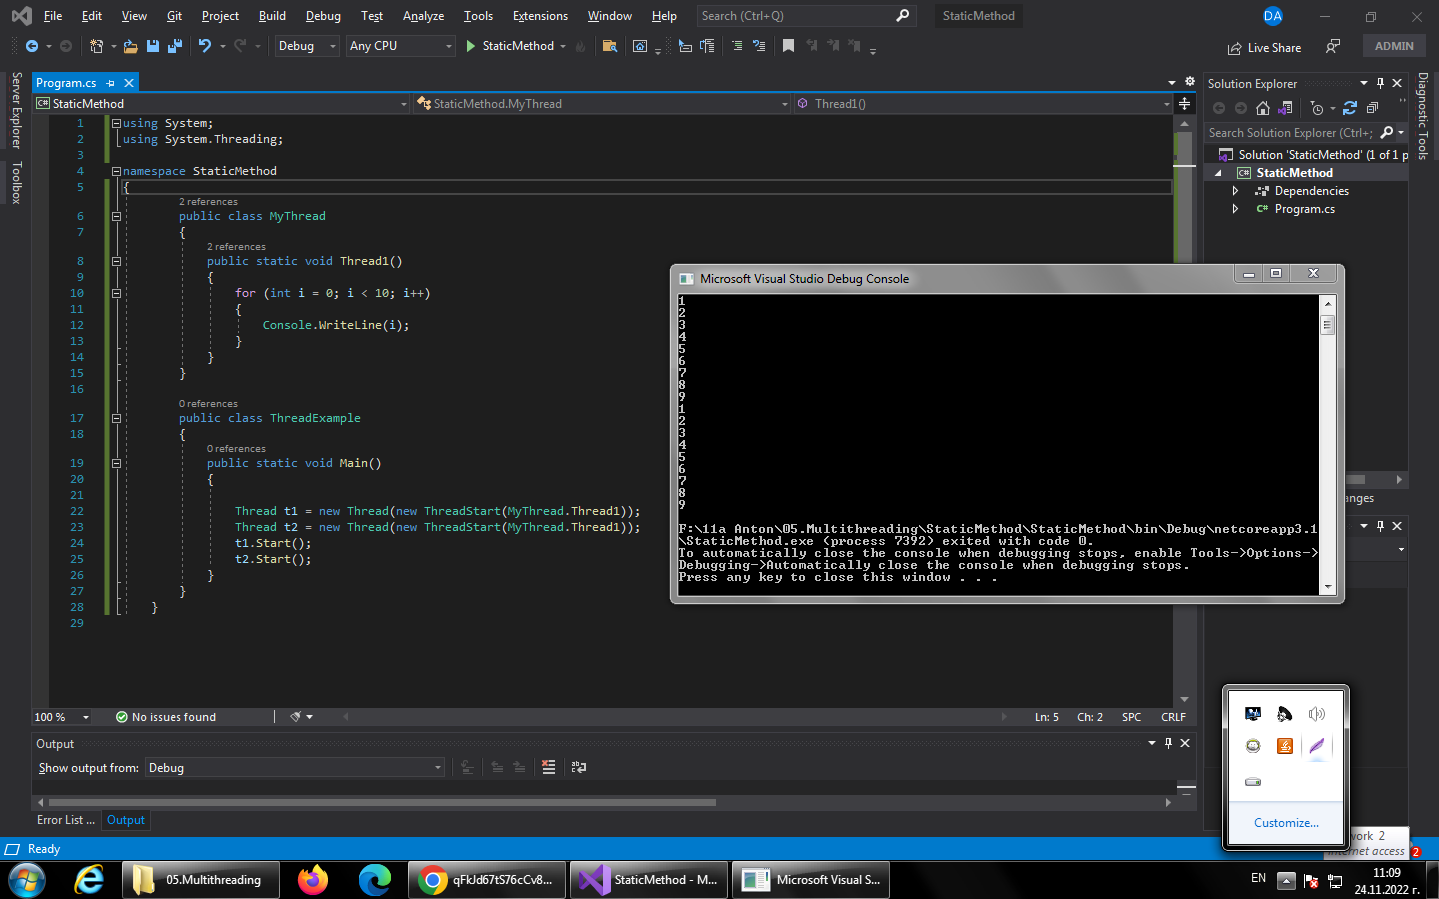 File Edit View Git Project Build Debug Test Analyze Tools Extensions Window Help Search (Ctrl+Q) StaticMethod DA
Debug Any CPU StaticMethod Live Share ADMIN
Server Explorer
Toolbox
Program.cs
StaticMethod StaticMethod.MyThread Thread1()
1 using System;
2 using System.Threading;
3
4 namespace StaticMethod
5 {
2 references
6 public class MyThread
7 {
2 references
8 public static void Thread1()
9 {
10 for (int i = 0; i < 10; i++)
11 {
12 Console.WriteLine(i);
13 }
14 }
15 }
16
0 references
17 public class ThreadExample
18 {
0 references
19 public static void Main()
20 {
21
22 Thread t1 = new Thread(new ThreadStart(MyThread.Thread1));
23 Thread t2 = new Thread(new ThreadStart(MyThread.Thread1));
24 t1.Start();
25 t2.Start();
26 }
27 }
28 }
29
100 % No issues found Ln: 5 Ch: 2 SPC CRLF
Output
Show output from: Debug
Error List ... Output
Ready
Microsoft Visual Studio Debug Console
1
2
3
4
5
6
7
8
9
1
2
3
4
5
6
7
8
9
F:\11a Anton\05.Multithreading\StaticMethod\StaticMethod\bin\Debug\netcoreapp3.1
\StaticMethod.exe (process 7392) exited with code 0.
To automatically close the console when debugging stops, enable Tools->Options->
Debugging->Automatically close the console when debugging stops.
Press any key to close this window . . .
Solution Explorer
Search Solution Explorer (Ctrl+;
Solution 'StaticMethod' (1 of 1 p
C# StaticMethod
Dependencies
C# Program.cs
Diagnostic Tools
anges
Customize...
work 2
Internet access
2
05.Multithreading qFkJd67tS76cCv8... StaticMethod - M... Microsoft Visual S...
EN
11:09
24.11.2022 г.